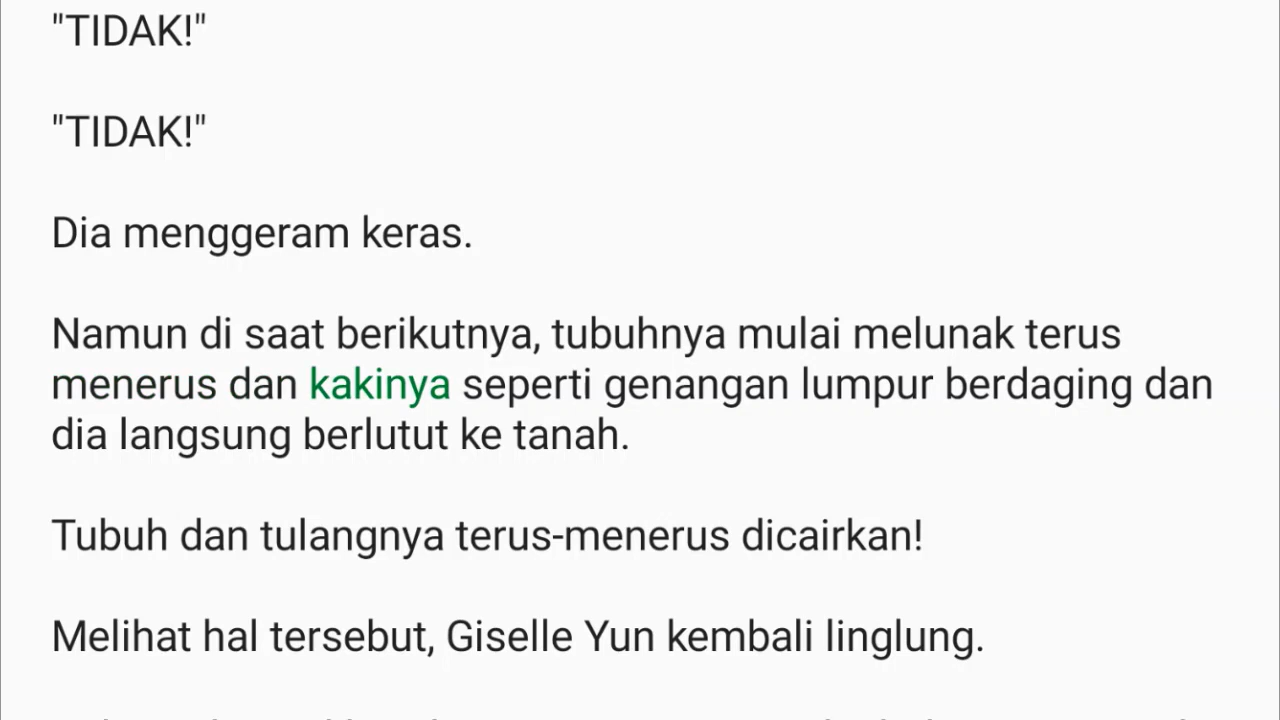 "TIDAK!"
"TIDAK!"
Dia menggeram keras.
Namun di saat berikutnya, tubuhnya mulai melunak terus
menerus dan kakinya seperti genangan lumpur berdaging dan
dia langsung berlutut ke tanah.
Tubuh dan tulangnya terus-menerus dicairkan!
Melihat hal tersebut, Giselle Yun kembali linglung.